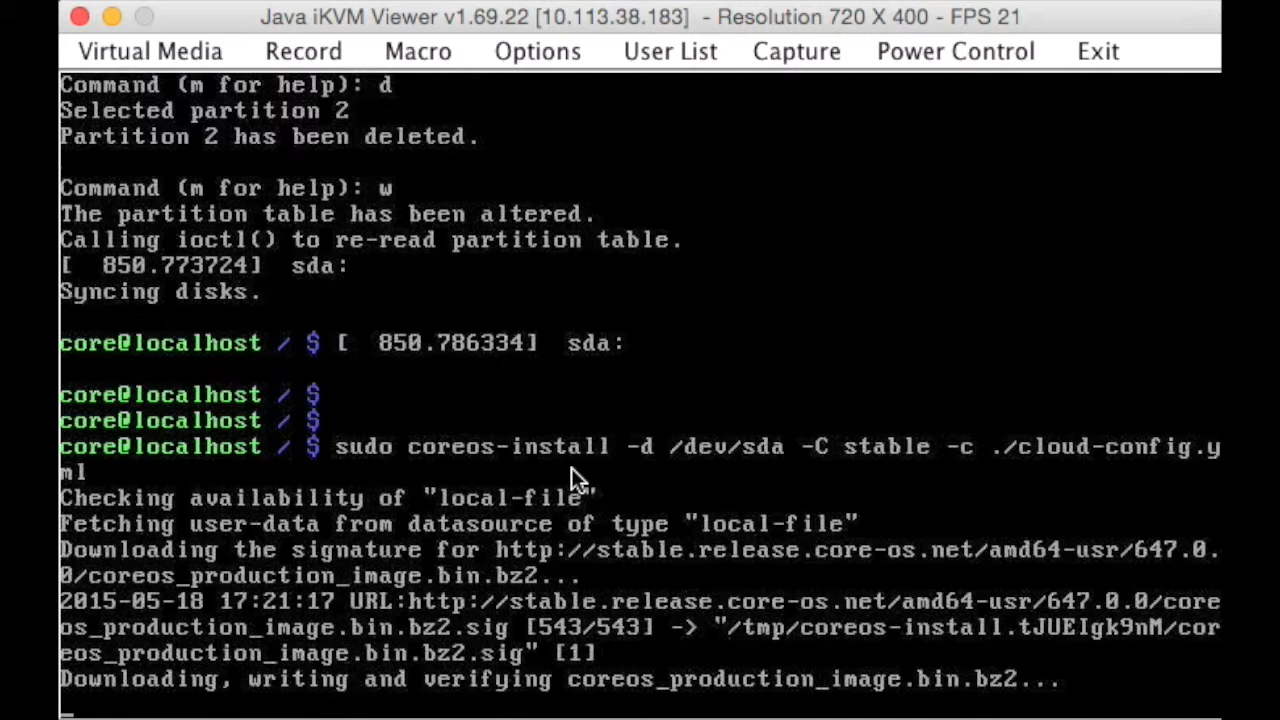 Java iKVM Viewer v1.69.22 [10.113.38.183]  - Resolution 720 X 400 - FPS 21
Virtual Media Record Macro Options User List Capture Power Control Exit
Command (m for help): d
Selected partition 2
Partition 2 has been deleted.
Command (m for help): w
The partition table has been altered.
Calling ioctl() to re-read partition table.
[  850.773724]  sda:
Syncing disks.
core@localhost / $ [  850.786334]  sda:
core@localhost / $
core@localhost / $
core@localhost / $ sudo coreos-install -d /dev/sda -C stable -c ./cloud-config.y
ml
Checking availability of "local-file"
Fetching user-data from datasource of type "local-file"
Downloading the signature for http://stable.release.core-os.net/amd64-usr/647.0.
0/coreos_production_image.bin.bz2...
2015-05-18 17:21:17 URL:http://stable.release.core-os.net/amd64-usr/647.0.0/core
os_production_image.bin.bz2.sig [543/543] -> "/tmp/coreos-install.tJUEIgk9nM/cor
eos_production_image.bin.bz2.sig" [1]
Downloading, writing and verifying coreos_production_image.bin.bz2...